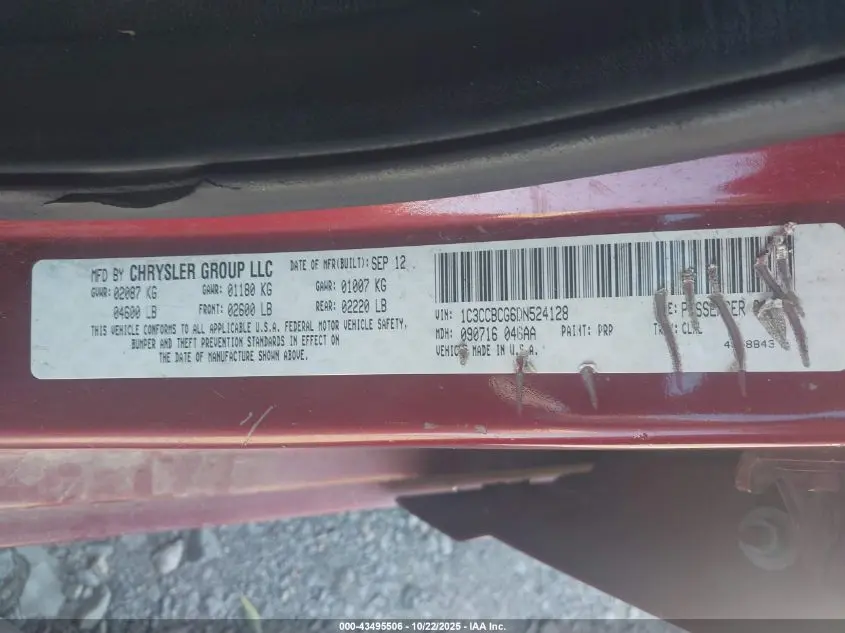 MFD BY CHRYSLER GROUP LLC DATE OF MFR(BUILT): SEP 12
GVWR: 02087 KG GAWR: 01180 KG GAWR: 01007 KG
04600 LB FRONT: 02600 LB REAR: 02220 LB
THIS VEHICLE CONFORMS TO ALL APPLICABLE U.S.A. FEDERAL MOTOR VEHICLE SAFETY,
BUMPER AND THEFT PREVENTION STANDARDS IN EFFECT ON
THE DATE OF MANUFACTURE SHOWN ABOVE.
VIN: 1C3CCBCG6DN524128 PASSENGER
MDH: 090716 046AA PAINT: PRP
VEHICLE MADE IN U.S.A.
000-43495506 - 10/22/2025 - IAA Inc.